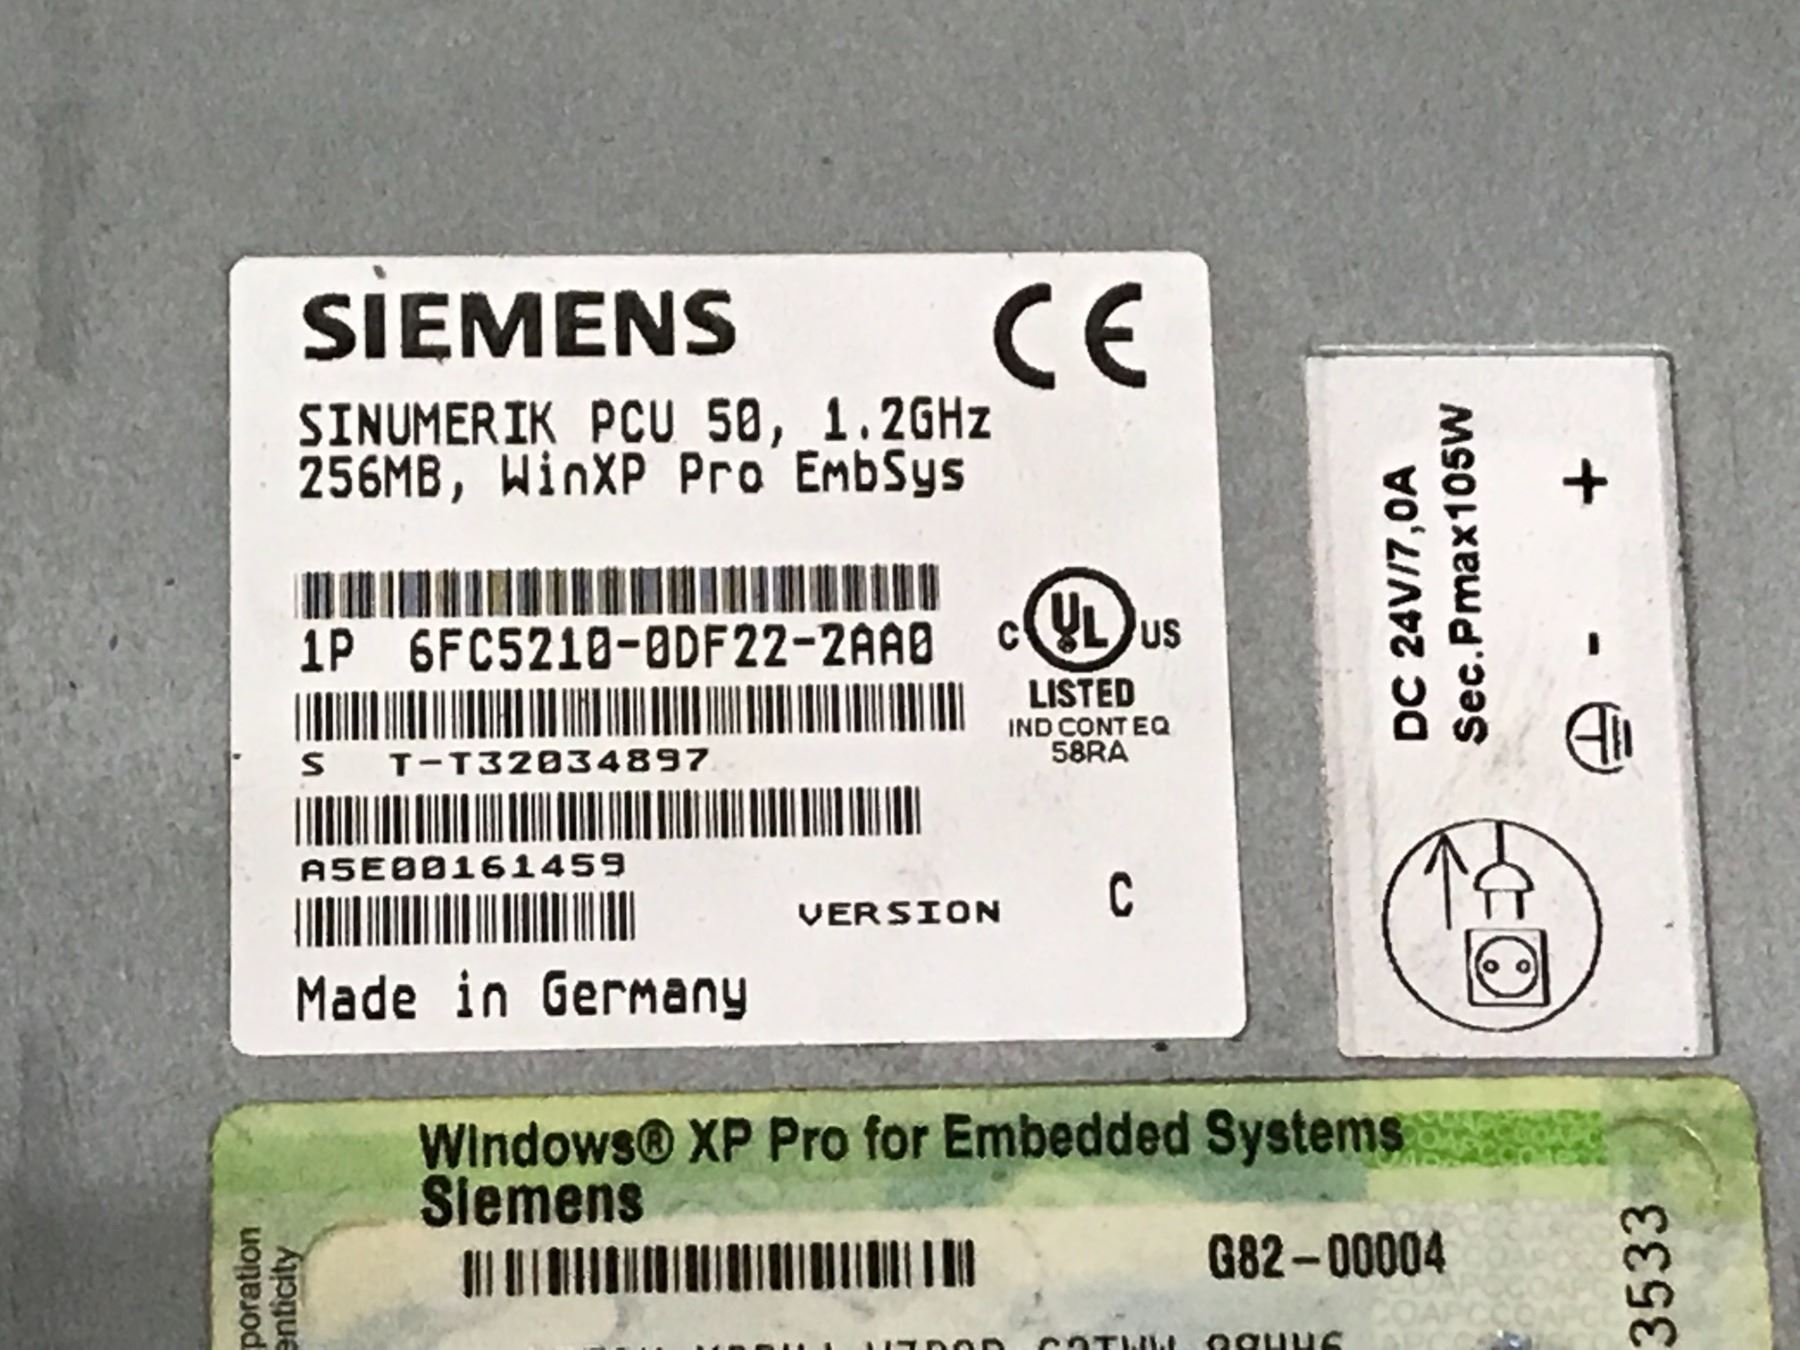 SIEMENS
CE
SINUMERIK PCU 50, 1.2GHz
256MB, WinXP Pro EmbSys
1P 6FC5210-0DF22-2AA0
C UL US
LISTED
IND CONT EQ
58RA
S T-T32034897
A5E00161459
VERSION C
Made in Germany
DC 24V/7,0A
Sec.Pmax105W
+
-
Windows® XP Pro for Embedded Systems
Siemens
G82-00004
3533